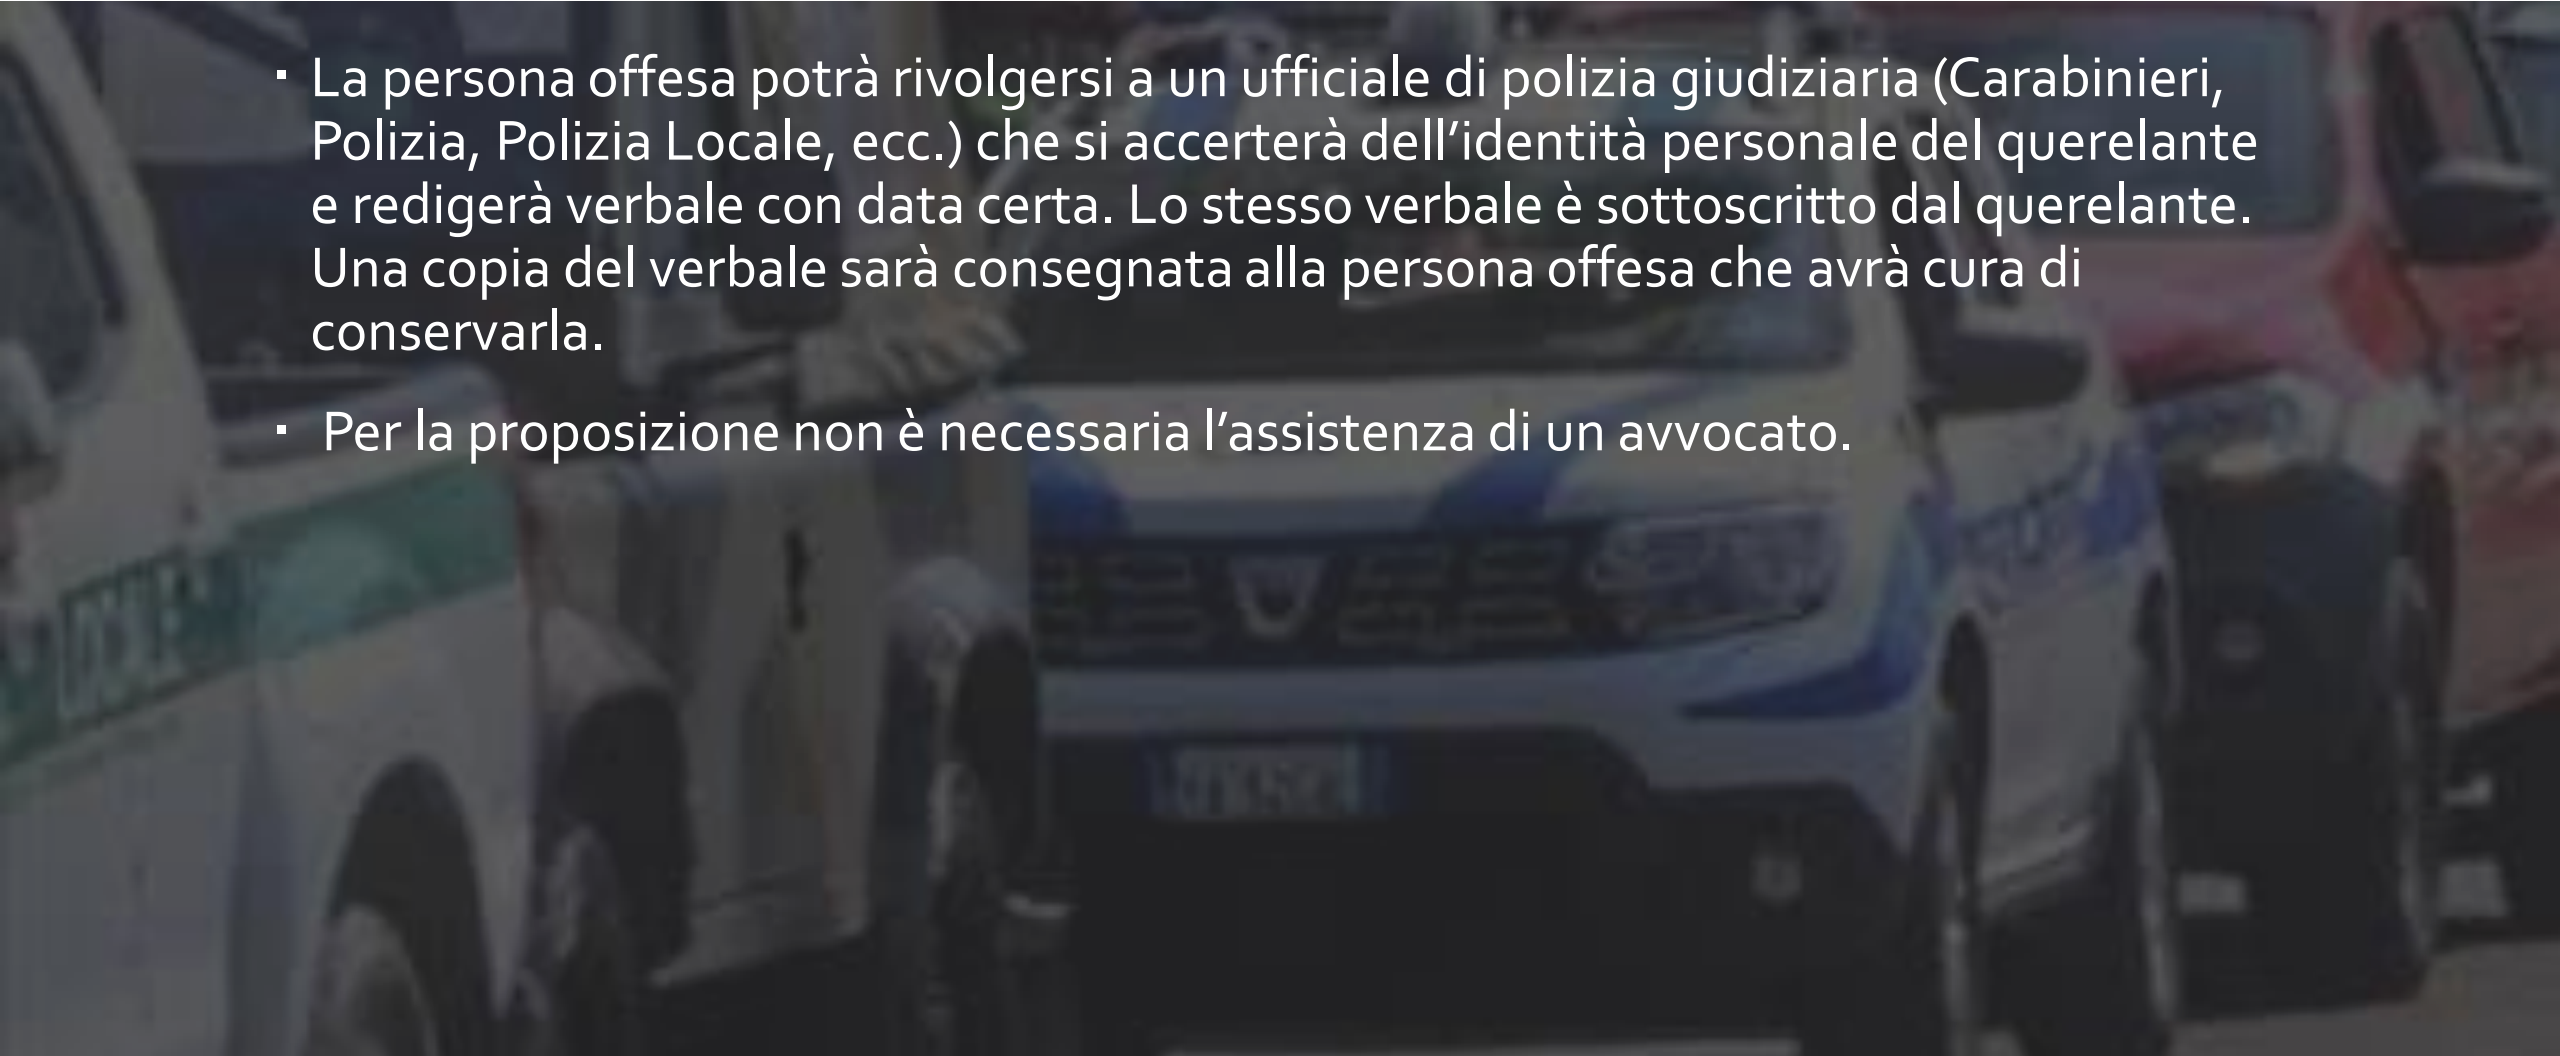 ▪ La persona offesa potrà rivolgersi a un ufficiale di polizia giudiziaria (Carabinieri,
Polizia, Polizia Locale, ecc.) che si accerterà dell’identità personale del querelante
e redigerà verbale con data certa. Lo stesso verbale è sottoscritto dal querelante.
Una copia del verbale sarà consegnata alla persona offesa che avrà cura di
conservarla.
▪ Per la proposizione non è necessaria l’assistenza di un avvocato.